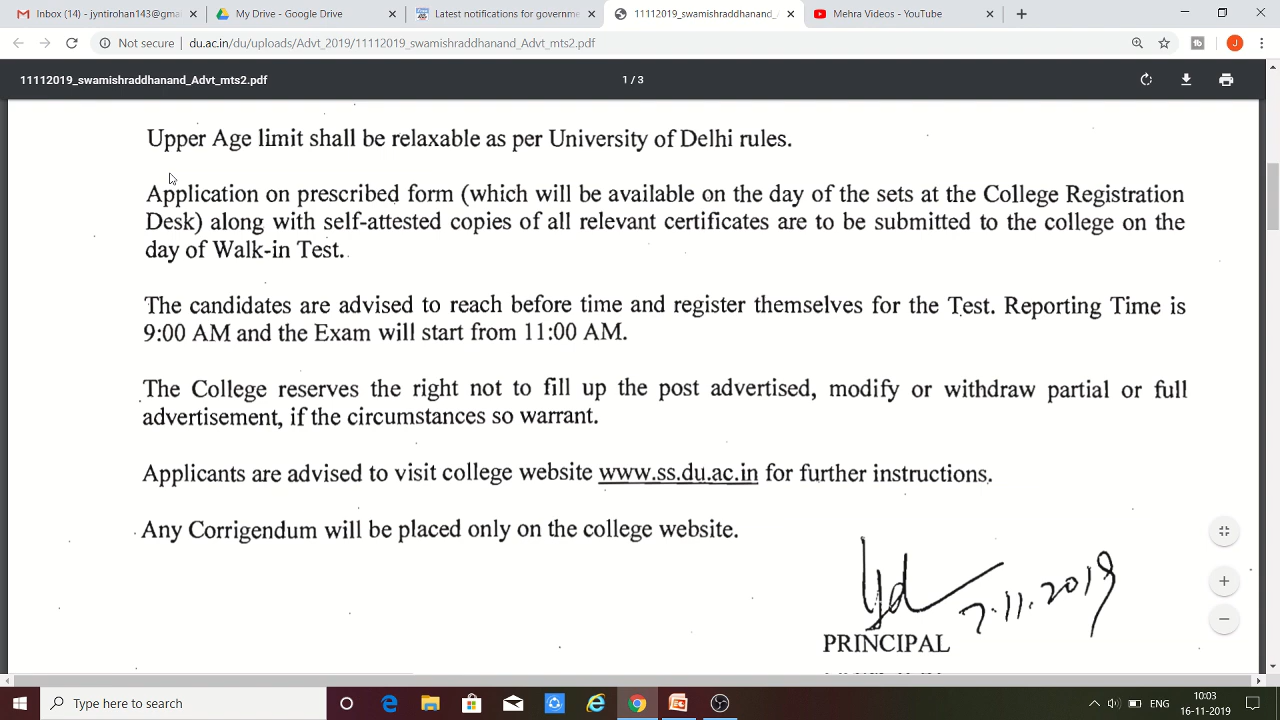 Inbox (14) - jyntiraman143@gma
My Drive - Google Drive
Latest notifications for governme
11112019_swamishraddhanand_
Mehra Videos - YouTube
Not secure
du.ac.in/du/uploads/Advt_2019/11112019_swamishraddhanand_Advt_mts2.pdf
J
11112019_swamishraddhanand_Advt_mts2.pdf
1 / 3
Upper Age limit shall be relaxable as per University of Delhi rules.
Application on prescribed form (which will be available on the day of the sets at the College Registration
Desk) along with self-attested copies of all relevant certificates are to be submitted to the college on the
day of Walk-in Test.
The candidates are advised to reach before time and register themselves for the Test. Reporting Time is
9:00 AM and the Exam will start from 11:00 AM.
The College reserves the right not to fill up the post advertised, modify or withdraw partial or full
advertisement, if the circumstances so warrant.
Applicants are advised to visit college website www.ss.du.ac.in for further instructions.
Any Corrigendum will be placed only on the college website.
7.11.2019
PRINCIPAL
Type here to search
ENG
10:03
16-11-2019